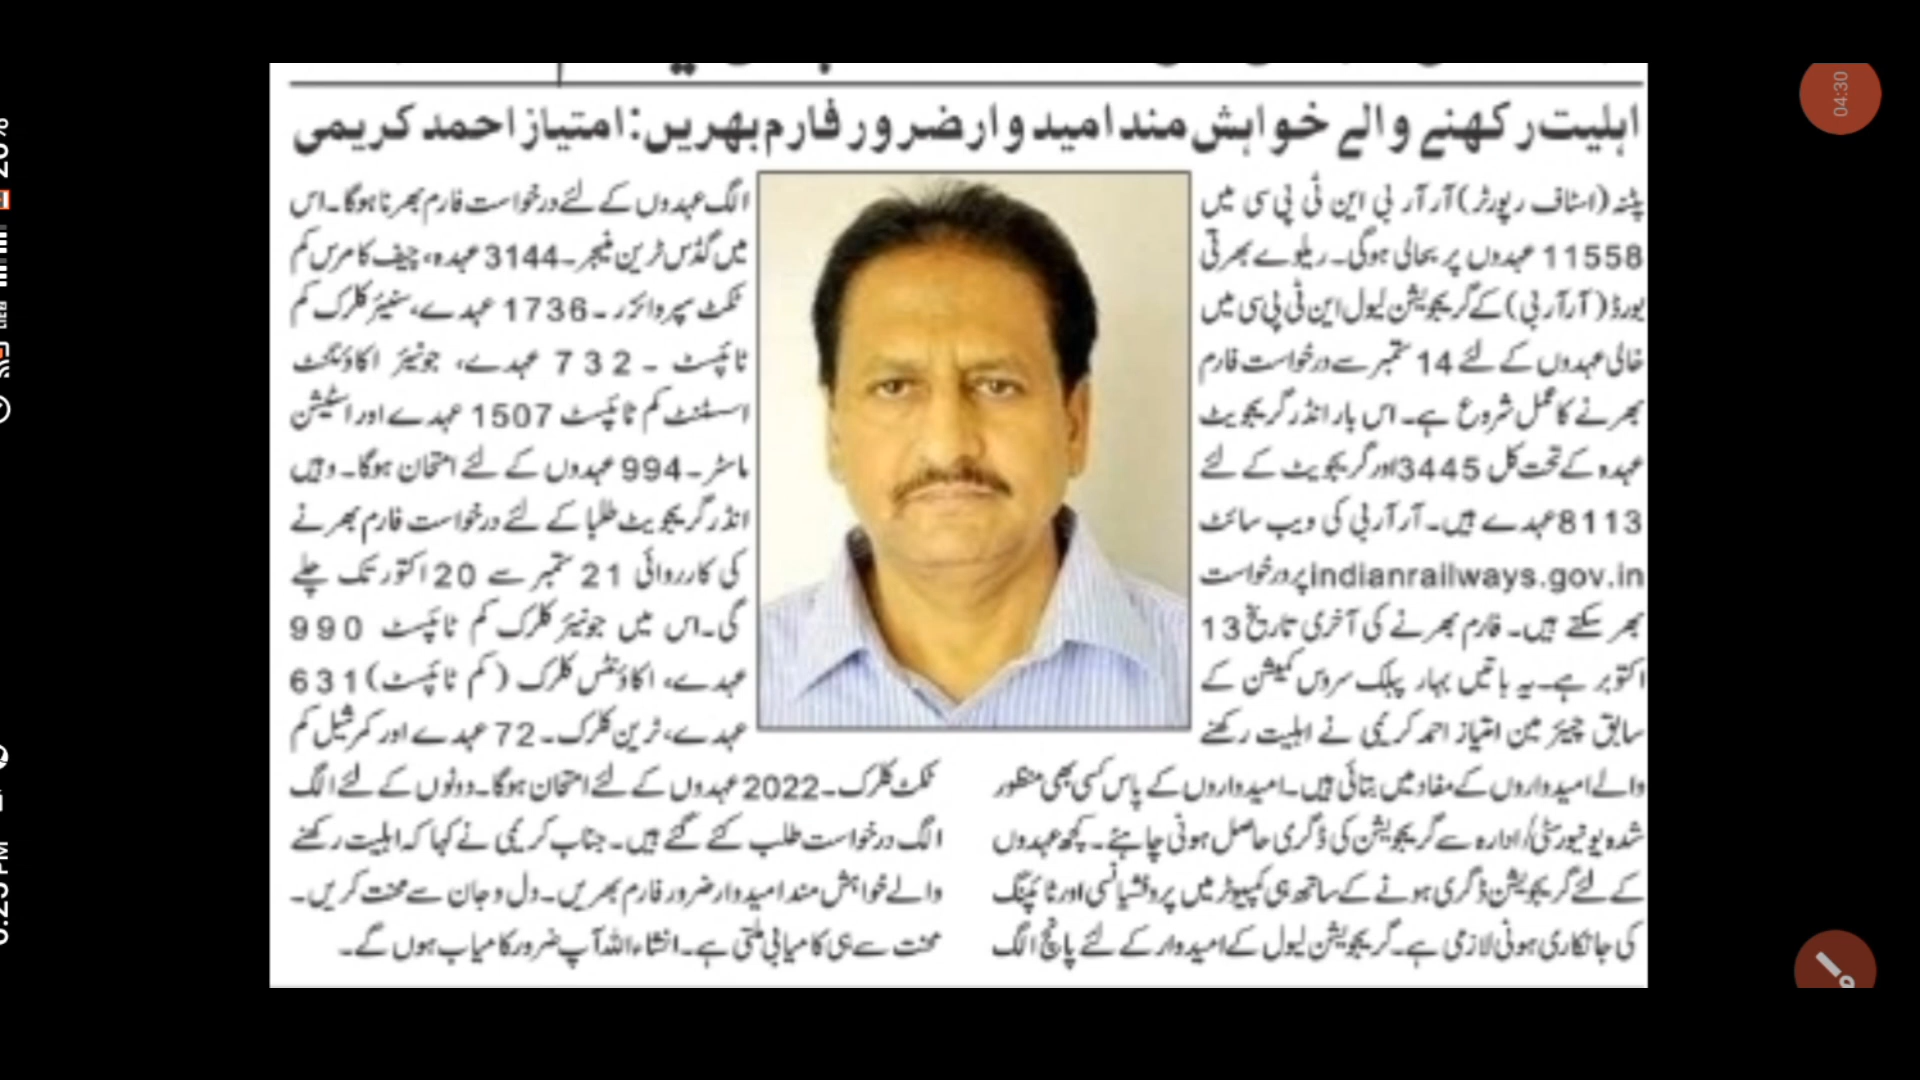 اہلیت رکھنے والے خواہش مند امیدوار ضرور فارم بھریں: امتیاز احمد کریمی
پٹنہ (اسٹاف رپورٹر) آر آر بی این ٹی پی سی میں
11558 عہدوں پر بحالی ہوگی۔ ریلوے بھرتی
بورڈ (آر آر بی) کے گریجویشن لیول این ٹی پی سی میں
خالی عہدوں کے لئے 14 ستمبر سے درخواست فارم
بھرنے کا عمل شروع ہے۔ اس بار انڈر گریجویٹ
عہدہ کے تحت کل 3445 اور گریجویٹ کے لئے
8113 عہدے ہیں۔ آر آر بی کی ویب سائٹ
indianrailways.gov.in پر درخواست
بھر سکتے ہیں۔ فارم بھرنے کی آخری تاریخ 13
اکتوبر ہے۔ یہ باتیں بہار پبلک سروس کمیشن کے
سابق چیئر مین امتیاز احمد کریمی نے اہلیت رکھنے
والے امیدواروں کے مفاد میں بتائی ہیں۔ امیدواروں کے پاس کسی بھی منظور
شدہ یونیورسٹی/ ادارہ سے گریجویشن کی ڈگری حاصل ہونی چاہئے۔ کچھ عہدوں
کے لئے گریجویشن ڈگری ہونے کے ساتھ ہی کمپیوٹر میں پروفشیانسی اور ٹائپنگ
کی جانکاری ہونی لازمی ہے۔ گریجویشن لیول کے امیدوار کے لئے پانچ الگ
الگ عہدوں کے لئے درخواست فارم بھرنا ہوگا۔ اس
میں گڈس ٹرین منیجر۔ 3144 عہدہ، چیف کامرس کم
ٹکٹ سپروائزر۔ 1736 عہدے، سنیئر کلرک کم
ٹائپسٹ ۔ 732 عہدے، جونیئر اکاؤنٹ
اسسٹنٹ کم ٹائپسٹ 1507 عہدے اور اسٹیشن
ماسٹر۔ 994 عہدوں کے لئے امتحان ہوگا۔ وہیں
انڈر گریجویٹ طلبا کے لئے درخواست فارم بھرنے
کی کارروائی 21 ستمبر سے 20 اکتور تک چلے
گی۔ اس میں جونیئر کلرک کم ٹائپسٹ 990
عہدے، اکاؤنٹس کلرک (کم ٹائپسٹ) 631
عہدے، ٹرین کلرک۔ 72 عہدے اور کمرشیل کم
ٹکٹ کلرک۔ 2022 عہدوں کے لئے امتحان ہوگا۔ دونوں کے لئے الگ
الگ درخواست طلب کئے گئے ہیں۔ جناب کریمی نے کہا کہ اہلیت رکھنے
والے خواہش مند امیدوار ضرور فارم بھریں۔ دل و جان سے محنت کریں۔
محنت سے ہی کامیابی ملتی ہے۔ انشاءاللہ آپ ضرور کامیاب ہوں گے۔
04:30